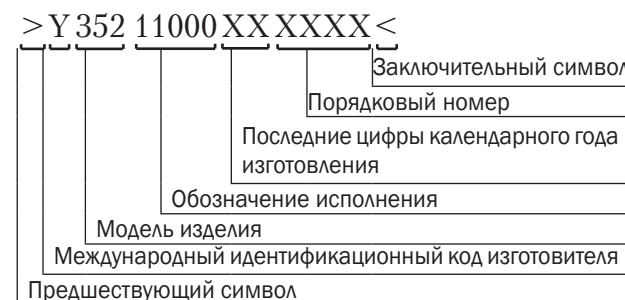 >Y 352 11000 XX XXXX<
Заключительный символ
Порядковый номер
Последние цифры календарного года
изготовления
Обозначение исполнения
Модель изделия
Международный идентификационный код изготовителя
Предшествующий символ